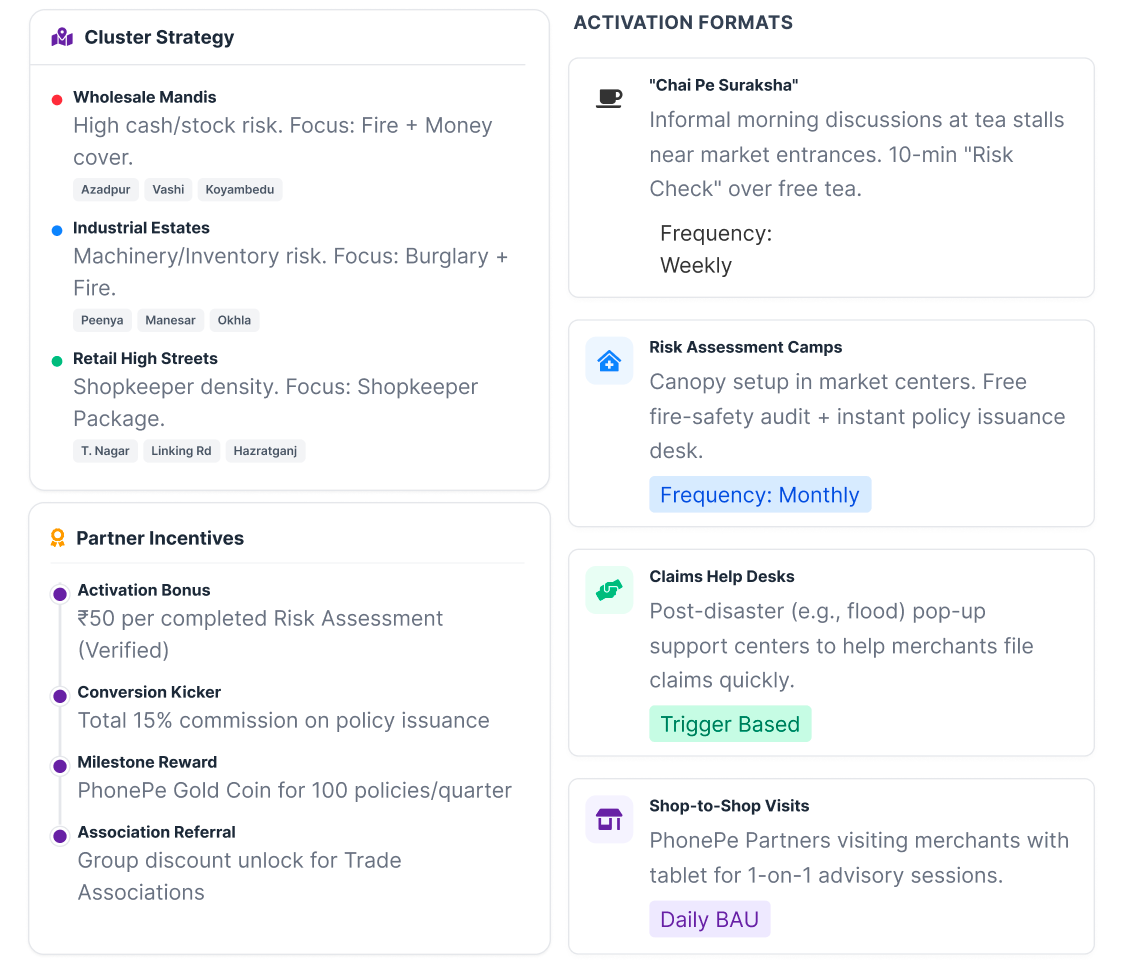 Cluster Strategy
Wholesale Mandis
High cash/stock risk. Focus: Fire + Money
cover.
Azadpur Vashi Koyambedu
Industrial Estates
Machinery/Inventory risk. Focus: Burglary +
Fire.
Peenya Manesar Okhla
Retail High Streets
Shopkeeper density. Focus: Shopkeeper
Package.
T. Nagar Linking Rd Hazratganj
Partner Incentives
Activation Bonus
₹50 per completed Risk Assessment
(Verified)
Conversion Kicker
Total 15% commission on policy issuance
Milestone Reward
PhonePe Gold Coin for 100 policies/quarter
Association Referral
Group discount unlock for Trade
Associations
ACTIVATION FORMATS
"Chai Pe Suraksha"
Informal morning discussions at tea stalls
near market entrances. 10-min "Risk
Check" over free tea.
Frequency:
Weekly
Risk Assessment Camps
Canopy setup in market centers. Free
fire-safety audit + instant policy issuance
desk.
Frequency: Monthly
Claims Help Desks
Post-disaster (e.g., flood) pop-up
support centers to help merchants file
claims quickly.
Trigger Based
Shop-to-Shop Visits
PhonePe Partners visiting merchants with
tablet for 1-on-1 advisory sessions.
Daily BAU